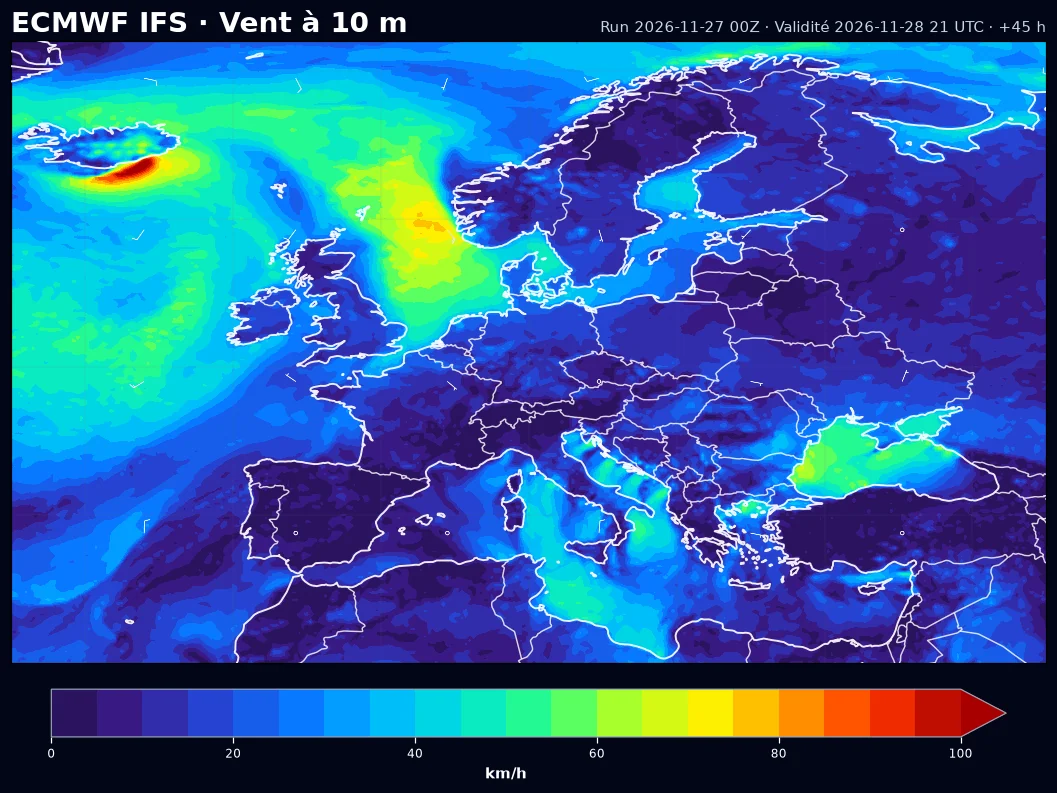 ECMWF IFS · Vent à 10 m
Run 2026-11-27 00Z · Validité 2026-11-28 21 UTC · +45 h
0 20 40 60 80 100
km/h